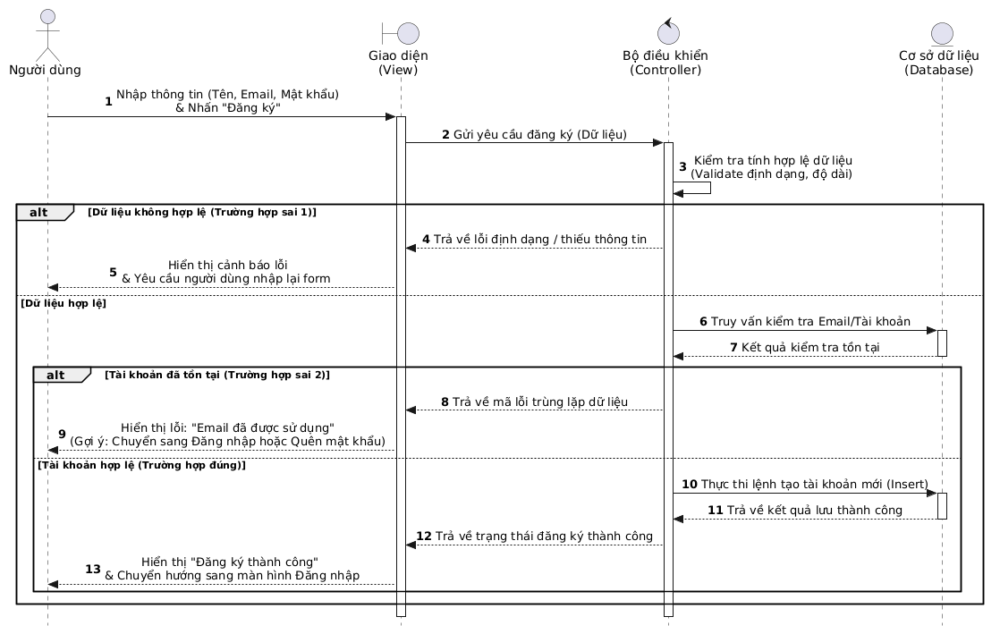 Người dùng
Giao diện
(View)
Bộ điều khiển
(Controller)
Cơ sở dữ liệu
(Database)
1 Nhập thông tin (Tên, Email, Mật khẩu)
& Nhấn "Đăng ký"
2 Gửi yêu cầu đăng ký (Dữ liệu)
3 Kiểm tra tính hợp lệ dữ liệu
(Validate định dạng, độ dài)
alt [Dữ liệu không hợp lệ (Trường hợp sai 1)]
4 Trả về lỗi định dạng / thiếu thông tin
5 Hiển thị cảnh báo lỗi
& Yêu cầu người dùng nhập lại form
[Dữ liệu hợp lệ]
6 Truy vấn kiểm tra Email/Tài khoản
7 Kết quả kiểm tra tồn tại
alt [Tài khoản đã tồn tại (Trường hợp sai 2)]
8 Trả về mã lỗi trùng lặp dữ liệu
9 Hiển thị lỗi: "Email đã được sử dụng"
(Gợi ý: Chuyển sang Đăng nhập hoặc Quên mật khẩu)
[Tài khoản hợp lệ (Trường hợp đúng)]
10 Thực thi lệnh tạo tài khoản mới (Insert)
11 Trả về kết quả lưu thành công
12 Trả về trạng thái đăng ký thành công
13 Hiển thị "Đăng ký thành công"
& Chuyển hướng sang màn hình Đăng nhập